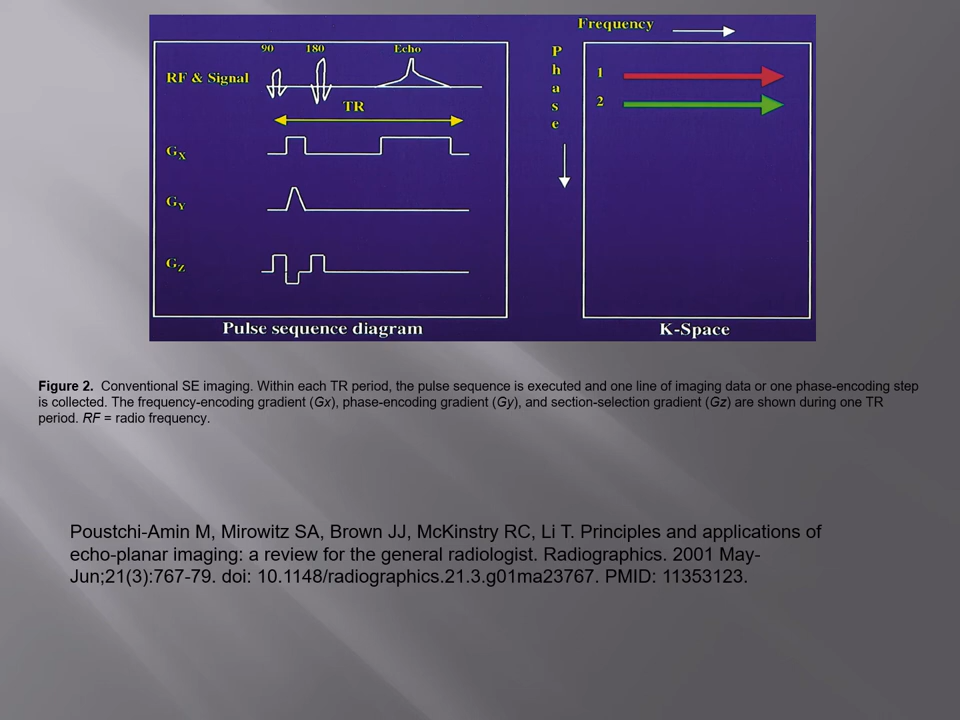 Frequency
90 180 Echo
RF & Signal
TR
Gx
GY
GZ
Pulse sequence diagram
Phase
1
2
K-Space
Figure 2. Conventional SE imaging. Within each TR period, the pulse sequence is executed and one line of imaging data or one phase-encoding step
is collected. The frequency-encoding gradient (Gx), phase-encoding gradient (Gy), and section-selection gradient (Gz) are shown during one TR
period. RF = radio frequency.
Poustchi-Amin M, Mirowitz SA, Brown JJ, McKinstry RC, Li T. Principles and applications of
echo-planar imaging: a review for the general radiologist. Radiographics. 2001 May-
Jun;21(3):767-79. doi: 10.1148/radiographics.21.3.g01ma23767. PMID: 11353123.